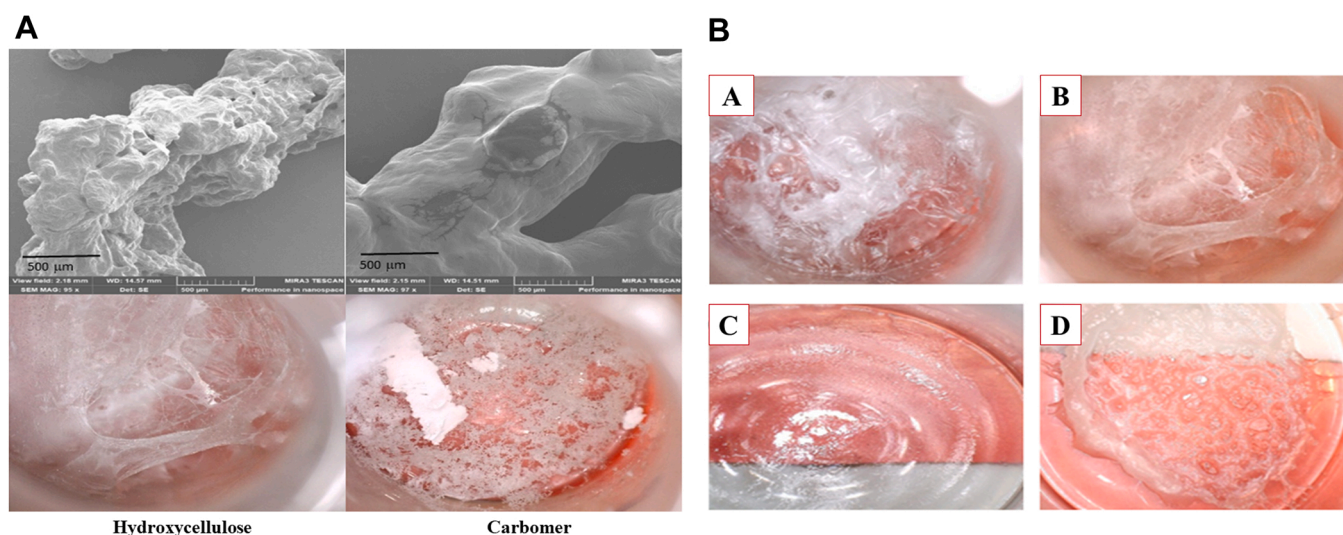 A
B
500 μm
500 μm
View field: 2.18 mm WD: 14.57 mm MIRA3 TESCAN
SEM MAG: 95 x Det: SE 500 μm Performance in nanospace
View field: 2.15 mm WD: 14.51 mm MIRA3 TESCAN
SEM MAG: 97 x Det: SE 500 μm Performance in nanospace
Hydroxycellulose
Carbomer
A
B
C
D